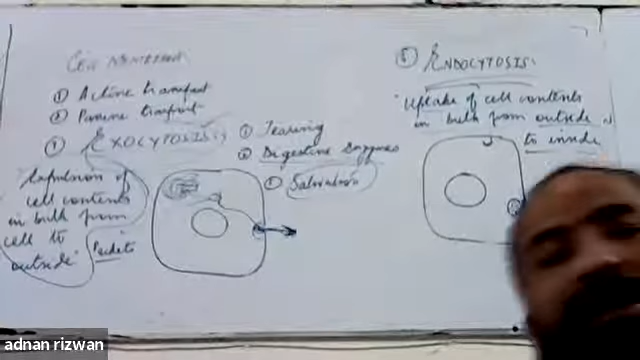 Cell Membrane
① Active transport
② Passive transport
① EXOCYTOSIS:
Expulsion of
cell contents
in bulk from
cell to
outside"
Packets
① Tearing
② Digestive Enzymes
③ Salivation
② ENDOCYTOSIS:
"Uptake of cell contents
in bulk from outside
to inside
adnan rizwan